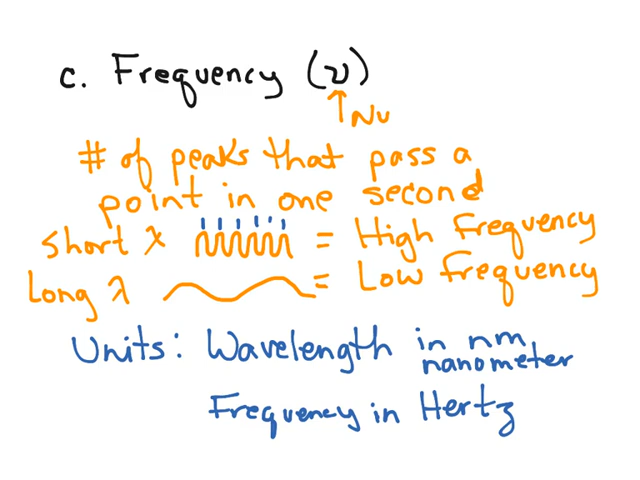 c. Frequency (ν)
↑ Nu
# of peaks that pass a
point in one second
short λ = High Frequency
Long λ = Low frequency
Units: Wavelength in nm
nanometer
Frequency in Hertz